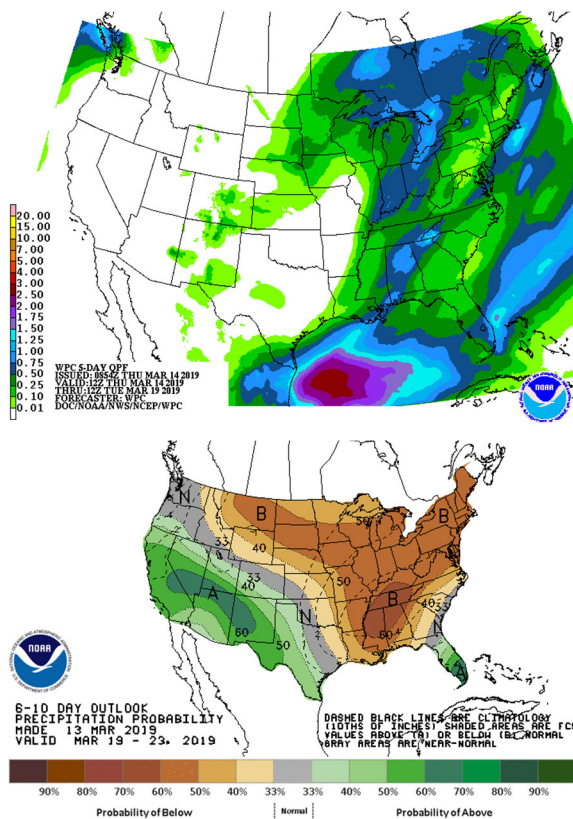 20.00
15.00
10.00
7.00
5.00
4.00
3.00
2.50
2.00
1.75
1.50
1.25
1.00
0.75
0.50
0.25
0.10
0.01
WPC 5-DAY QPF
ISSUED: 0854Z THU MAR 14 2019
VALID: 12Z THU MAR 14 2019
THRU: 12Z TUE MAR 19 2019
FORECASTER: WPC
DOC/NOAA/NWS/NCEP/WPC
NOAA
N
B
50
B
33
40
33
40
A
50
N
B
40
33
60
50
60
N
A
NOAA
6-10 DAY OUTLOOK
PRECIPITATION PROBABILITY
MADE 13 MAR 2019
VALID MAR 19 - 23, 2019
DASHED BLACK LINES ARE CLIMATOLOGY
(10THS OF INCHES) SHADED AREAS ARE FCS
VALUES ABOVE (A) OR BELOW (B) NORMAL
GRAY AREAS ARE NEAR-NORMAL
90% 80% 70% 60% 50% 40% 33% 33% 40% 50% 60% 70% 80% 90%
Probability of Below Normal Probability of Above